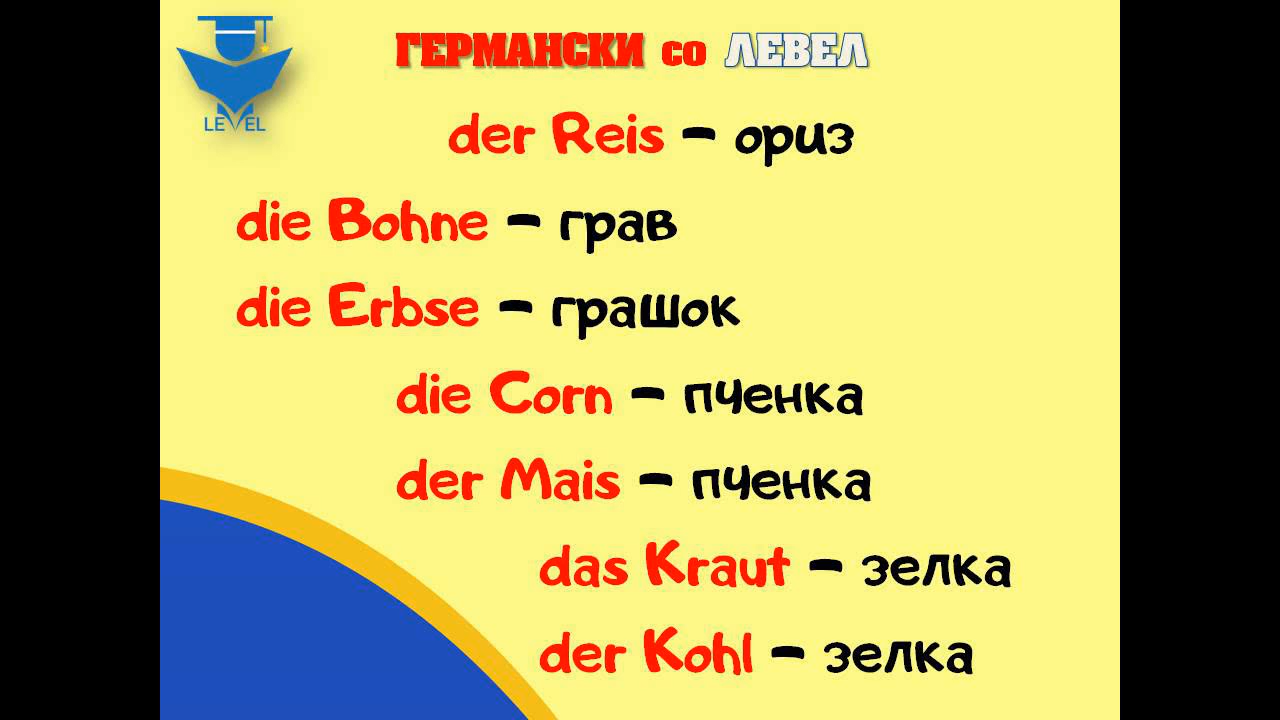 ГЕРМАНСКИ со ЛЕВЕЛ
LEVEL
der Reis – ориз
die Bohne – грав
die Erbse – грашок
die Corn – пченка
der Mais – пченка
das Kraut – зелка
der Kohl – зелка